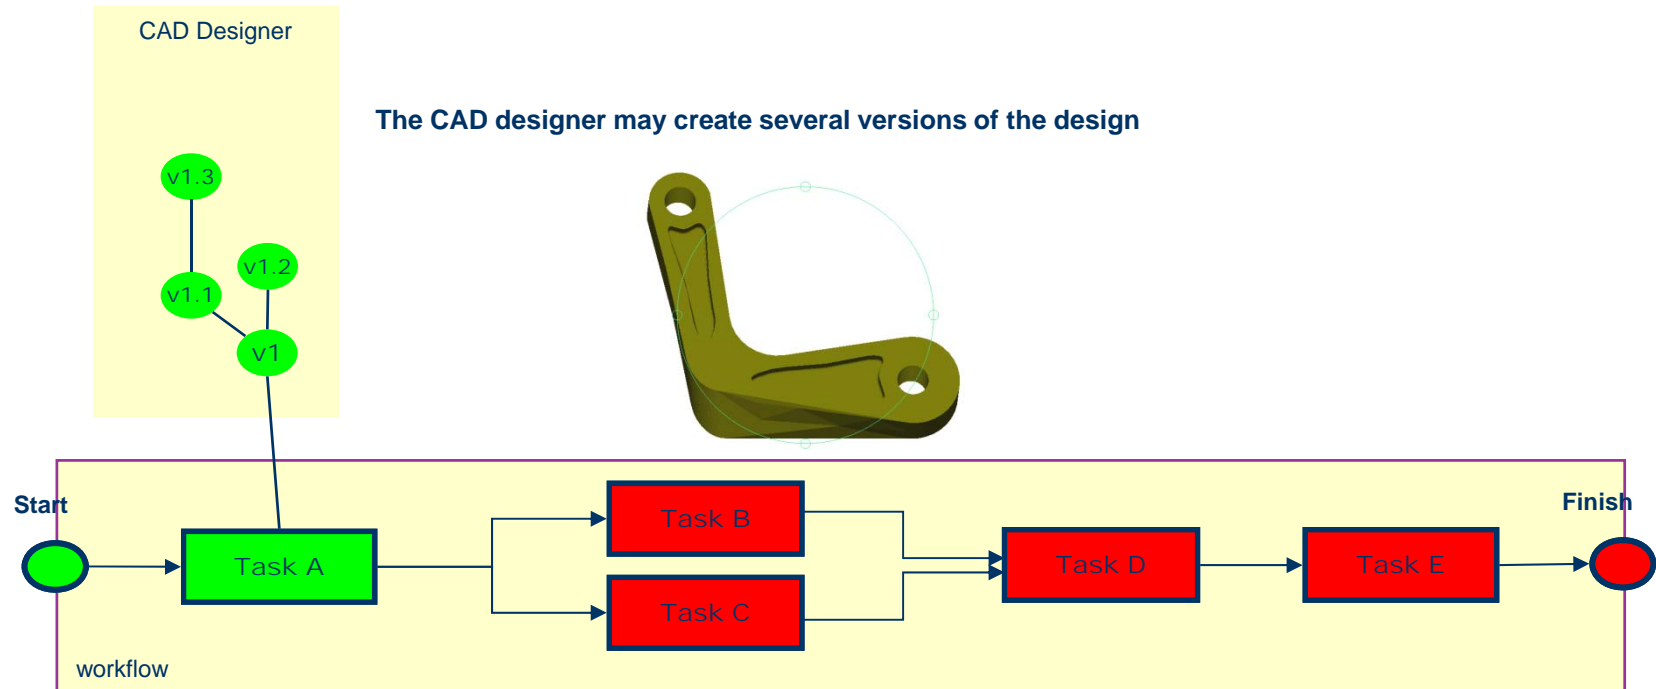 CAD Designer
The CAD designer may create several versions of the design
v1.3
v1.2
v1.1
v1
Start
Finish
Task A
Task B
Task C
Task D
Task E
workflow